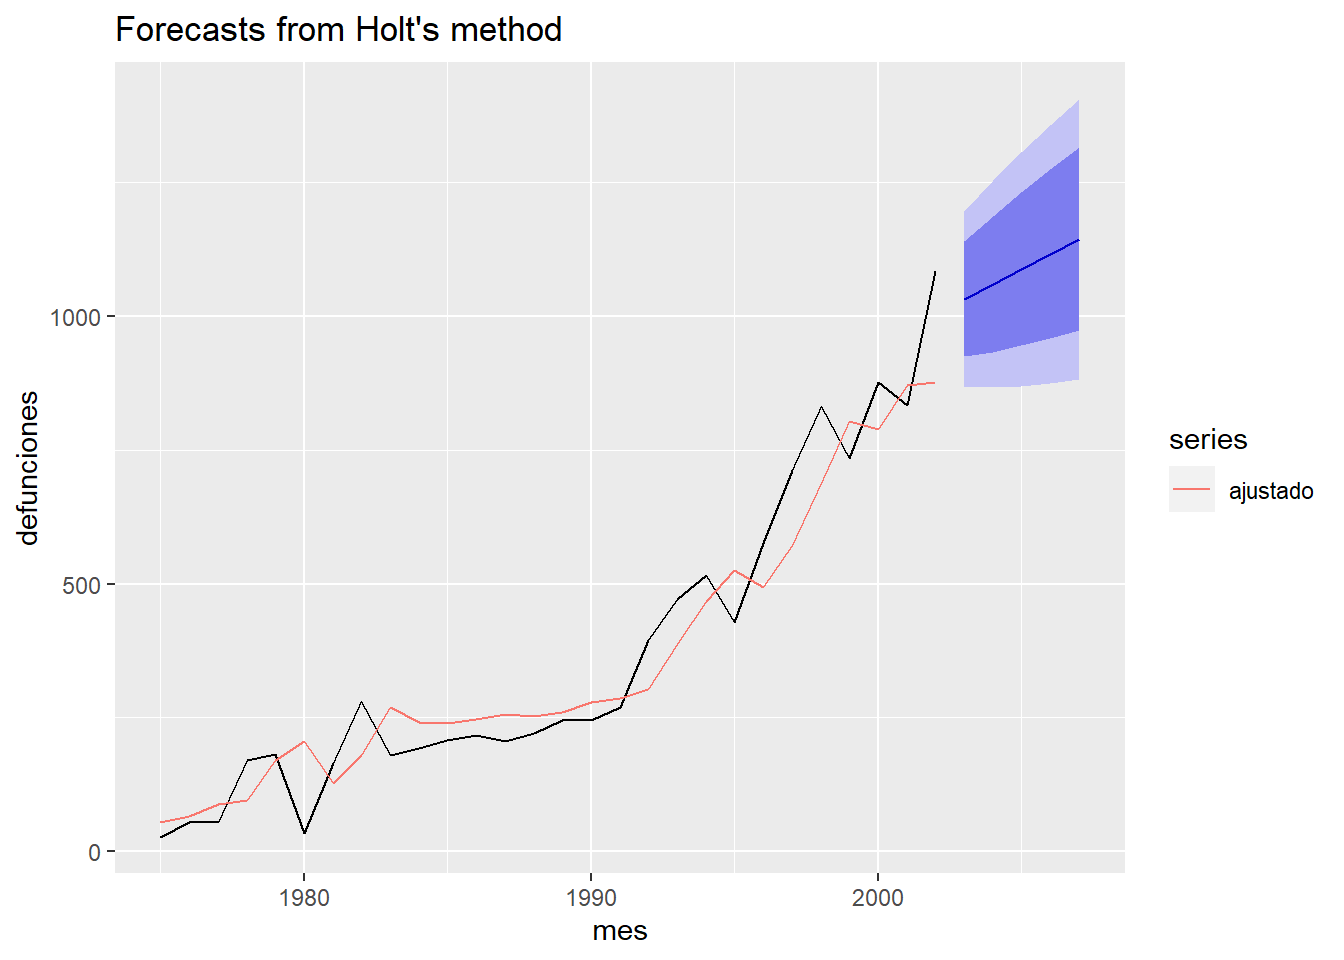 Forecasts from Holt's method
1000
500
0
defunciones
1980 1990 2000
mes
series
ajustado